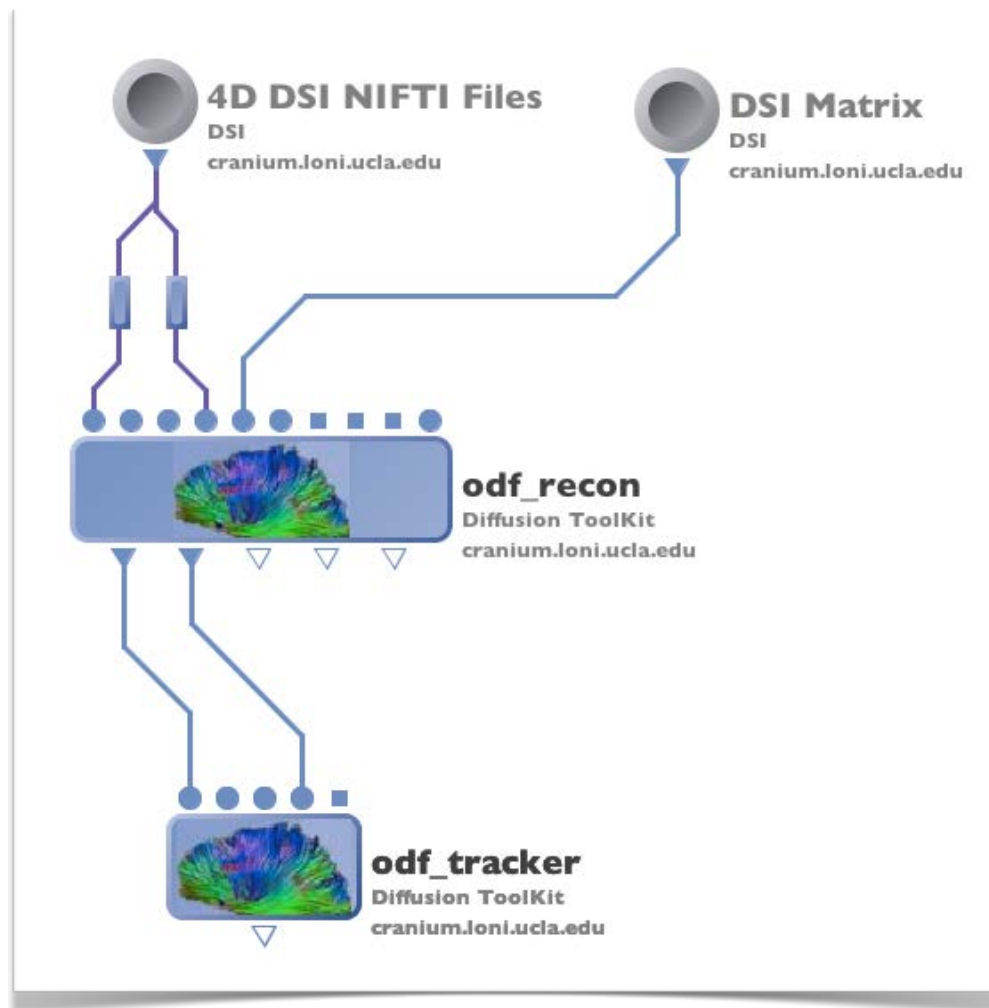 4D DSI NIFTI Files
DSI
cranium.loni.ucla.edu
DSI Matrix
DSI
cranium.loni.ucla.edu
odf_recon
Diffusion ToolKit
cranium.loni.ucla.edu
odf_tracker
Diffusion ToolKit
cranium.loni.ucla.edu